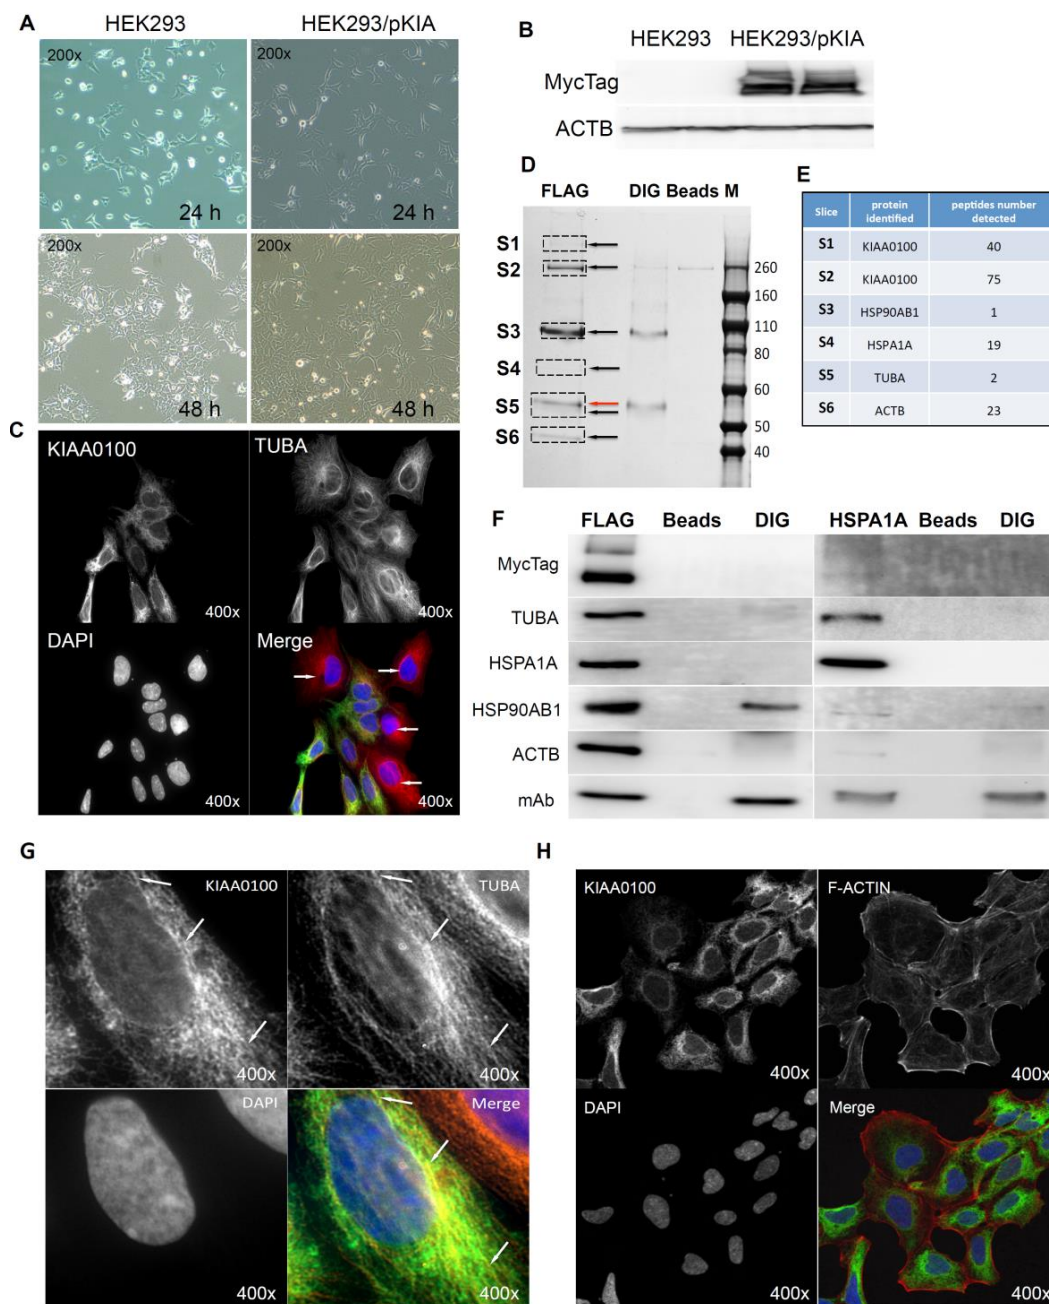 A
HEK293 HEK293/pKIA
200x 200x
24 h 24 h
200x 200x
48 h 48 h
B
HEK293 HEK293/pKIA
MycTag
ACTB
C
KIAA0100 TUBA
400x 400x
DAPI Merge
400x 400x
D
FLAG DIG Beads M
S1
S2 260
160
S3 110
80
S4
60
S5
50
S6
40
E
Slice protein identified peptides number detected
S1 KIAA0100 40
S2 KIAA0100 75
S3 HSP90AB1 1
S4 HSPA1A 19
S5 TUBA 2
S6 ACTB 23
F
FLAG Beads DIG HSPA1A Beads DIG
MycTag
TUBA
HSPA1A
HSP90AB1
ACTB
mAb
G
KIAA0100 TUBA
400x 400x
DAPI Merge
400x 400x
H
KIAA0100 F-ACTIN
400x 400x
DAPI Merge
400x 400x